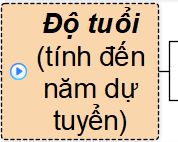 Độ tuổi
(tính đến
năm dự
tuyển)